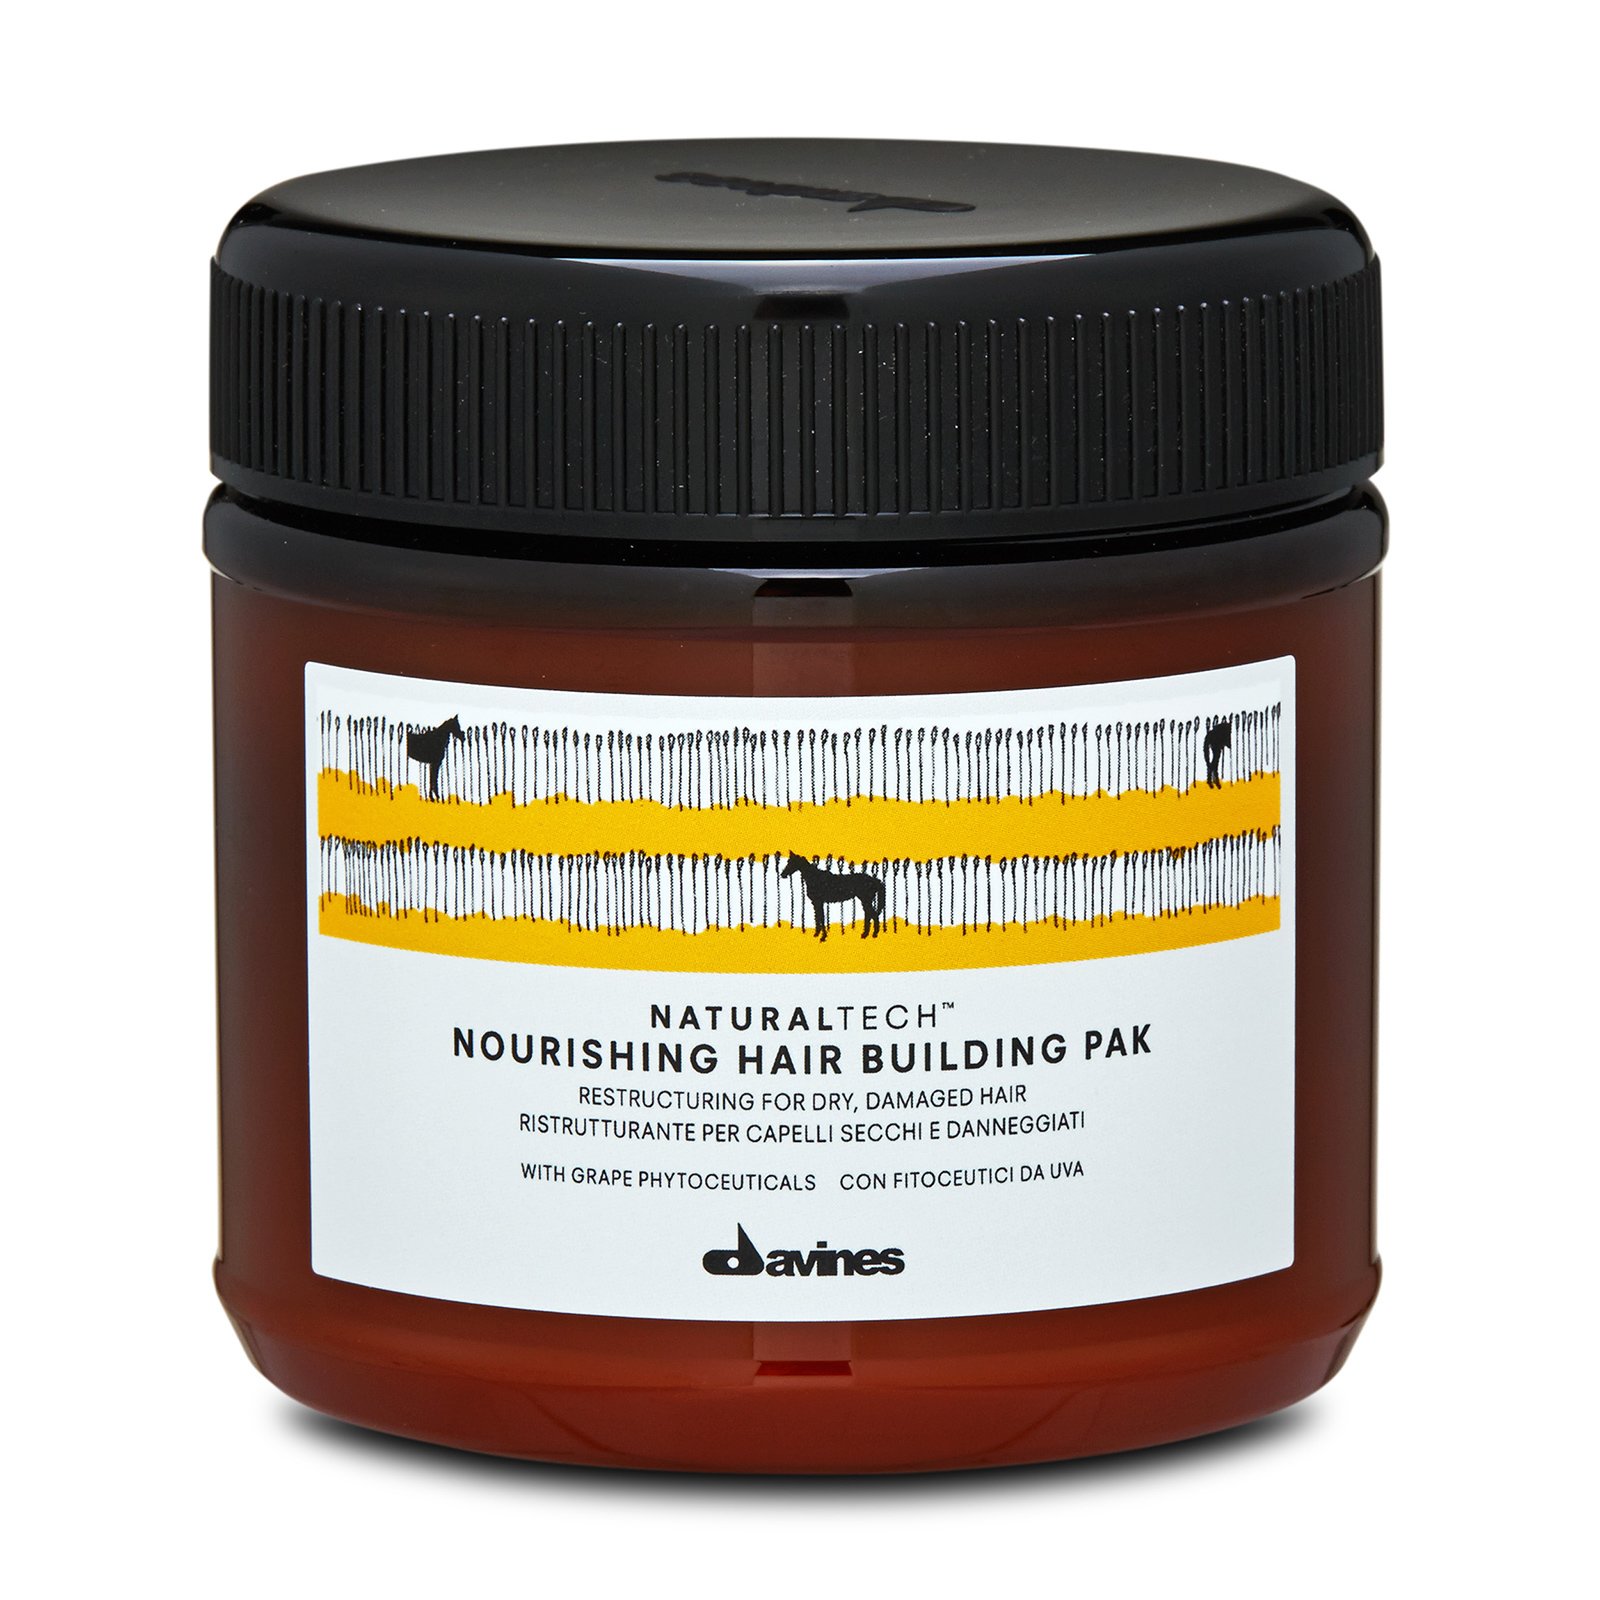 davines
NATURALTECH™
NOURISHING HAIR BUILDING PAK
RESTRUCTURING FOR DRY, DAMAGED HAIR
RISTRUTTURANTE PER CAPELLI SECCHI E DANNEGGIATI
WITH GRAPE PHYTOCEUTICALS CON FITOCEUTICI DA UVA
davines